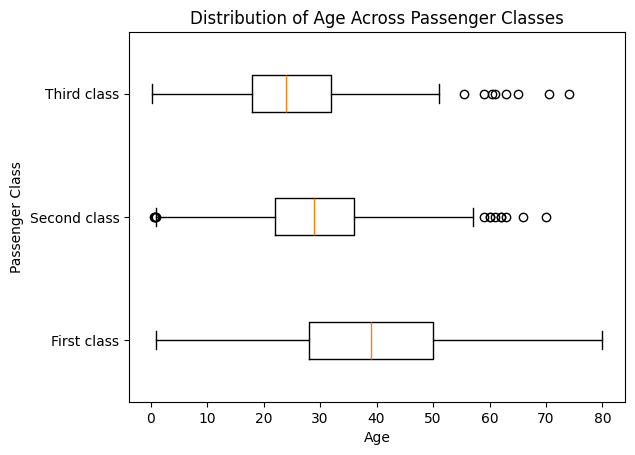 Distribution of Age Across Passenger Classes
Passenger Class
Third class
Second class
First class
0 10 20 30 40 50 60 70 80
Age